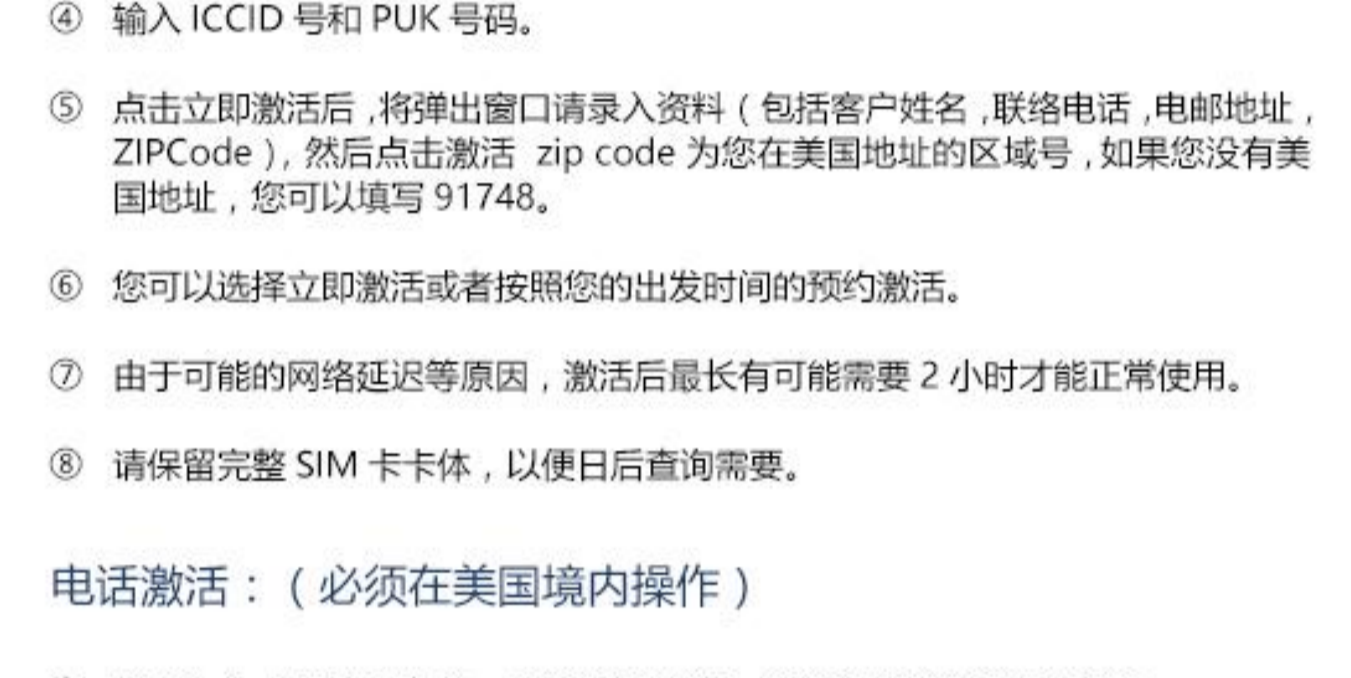 ④ 输入 ICCID 号和 PUK 号码。
⑤ 点击立即激活后,将弹出窗口请录入资料(包括客户姓名,联络电话,电邮地址,
ZIPCode),然后点击激活 zip code 为您在美国地址的区域号,如果您没有美
国地址,您可以填写 91748。
⑥ 您可以选择立即激活或者按照您的出发时间的预约激活。
⑦ 由于可能的网络延迟等原因,激活后最长有可能需要 2 小时才能正常使用。
⑧ 请保留完整 SIM 卡卡体,以便日后查询需要。
电话激活:(必须在美国境内操作)